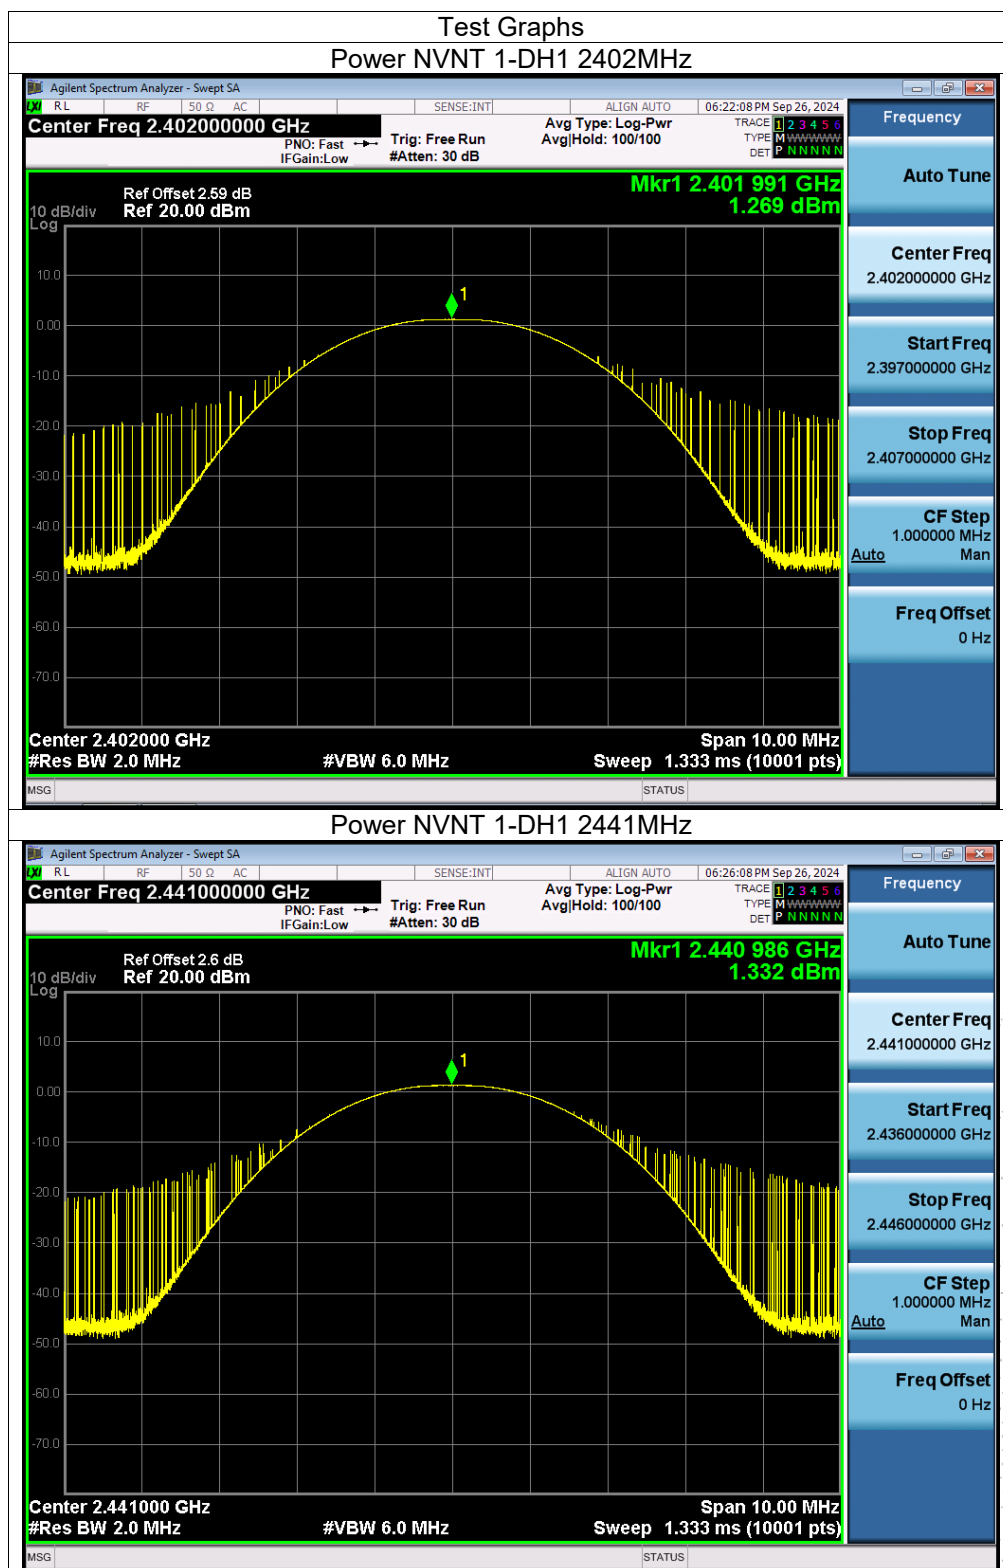 Test Graphs
Power NVNT 1-DH1 2402MHz
Agilent Spectrum Analyzer - Swept SA
LXI RL RF 50 Ω AC SENSE:INT ALIGN AUTO 06:22:08 PM Sep 26, 2024
Center Freq 2.402000000 GHz
PNO: Fast
IFGain:Low
Trig: Free Run
#Atten: 30 dB
Avg Type: Log-Pwr
Avg|Hold: 100/100
TRACE 1 2 3 4 5 6
TYPE M W W W W W
DET P N N N N N
Frequency
Mkr1 2.401 991 GHz
1.269 dBm
Ref Offset 2.59 dB
10 dB/div Ref 20.00 dBm
Log
1
10.0
0.00
-10.0
-20.0
-30.0
-40.0
-50.0
-60.0
-70.0
Center 2.402000 GHz Span 10.00 MHz
#Res BW 2.0 MHz #VBW 6.0 MHz Sweep 1.333 ms (10001 pts)
MSG STATUS
Auto Tune
Center Freq
2.402000000 GHz
Start Freq
2.397000000 GHz
Stop Freq
2.407000000 GHz
CF Step
1.000000 MHz
Auto Man
Freq Offset
0 Hz
Power NVNT 1-DH1 2441MHz
Agilent Spectrum Analyzer - Swept SA
LXI RL RF 50 Ω AC SENSE:INT ALIGN AUTO 06:26:08 PM Sep 26, 2024
Center Freq 2.441000000 GHz
PNO: Fast
IFGain:Low
Trig: Free Run
#Atten: 30 dB
Avg Type: Log-Pwr
Avg|Hold: 100/100
TRACE 1 2 3 4 5 6
TYPE M W W W W W
DET P N N N N N
Frequency
Mkr1 2.440 986 GHz
1.332 dBm
Ref Offset 2.6 dB
10 dB/div Ref 20.00 dBm
Log
1
10.0
0.00
-10.0
-20.0
-30.0
-40.0
-50.0
-60.0
-70.0
Center 2.441000 GHz Span 10.00 MHz
#Res BW 2.0 MHz #VBW 6.0 MHz Sweep 1.333 ms (10001 pts)
MSG STATUS
Auto Tune
Center Freq
2.441000000 GHz
Start Freq
2.436000000 GHz
Stop Freq
2.446000000 GHz
CF Step
1.000000 MHz
Auto Man
Freq Offset
0 Hz